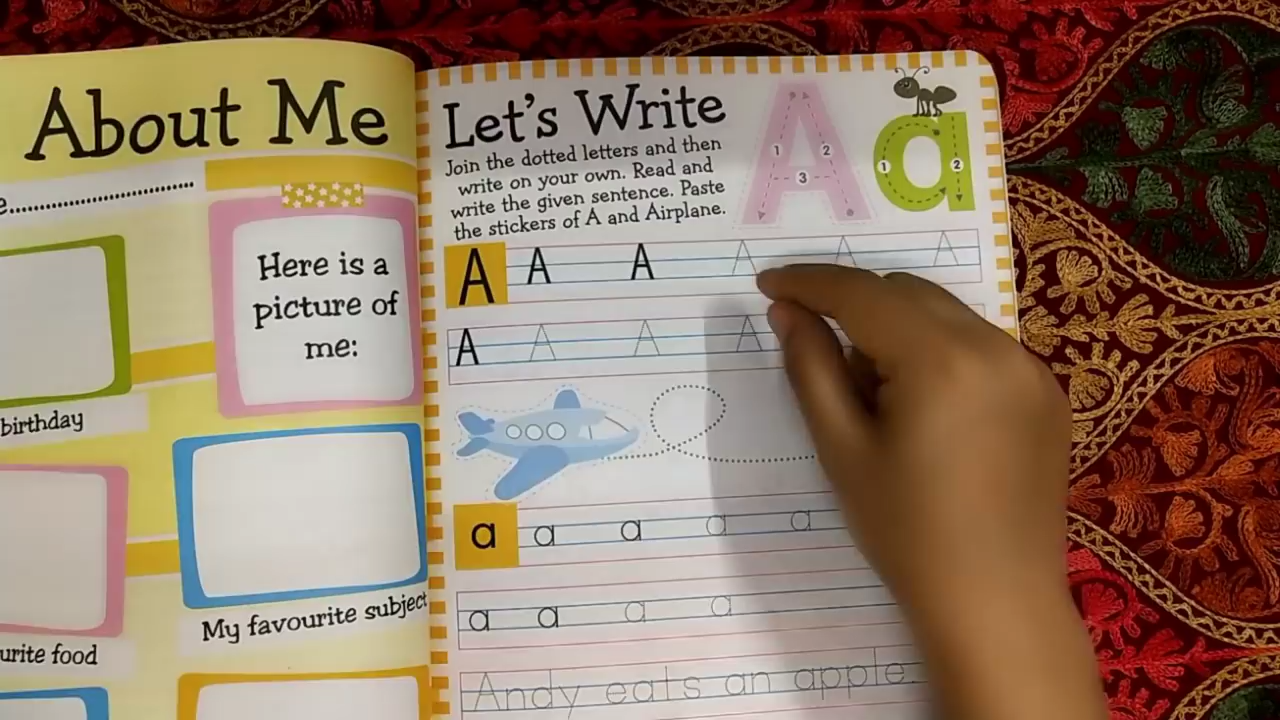 About Me
Here is a
picture of
me:
birthday
My favourite subject
food
Let's Write
Join the dotted letters and then
write on your own. Read and
write the given sentence. Paste
the stickers of A and Airplane.
A a
1 2 3 1 2
A A A A A A
A A A A
a a a a a
a a a a
Andy eats an apple.